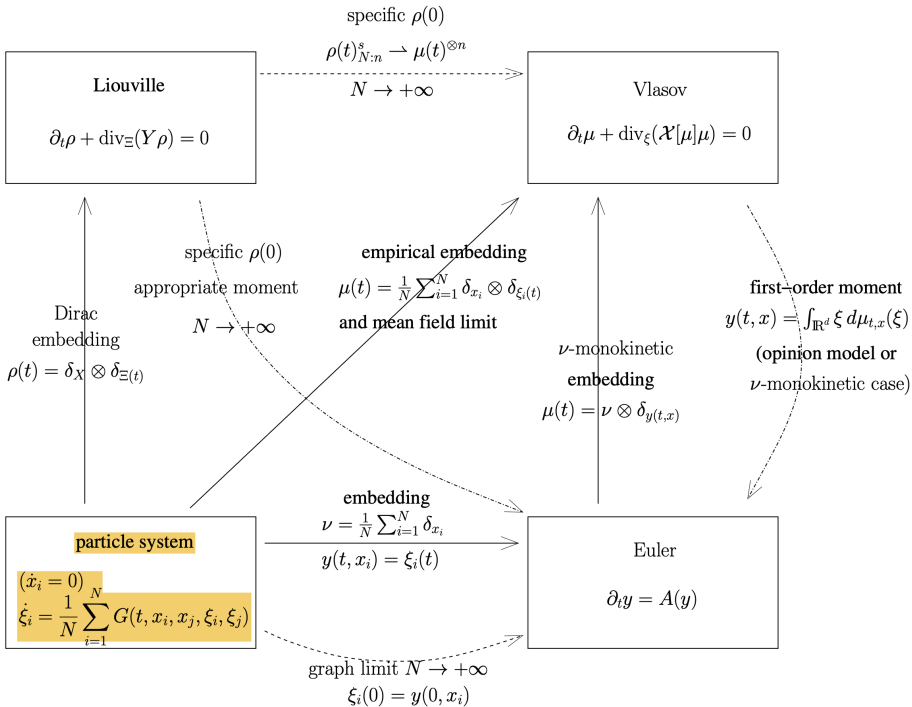 specific ρ(0)
ρ(t)^s_{N:n} ⇀ μ(t)^{⊗n}
N → +∞
Liouville
∂_tρ + div_Ξ(Yρ) = 0
Vlasov
∂_tμ + div_ξ(𝒳[μ]μ) = 0
specific ρ(0)
appropriate moment
N → +∞
empirical embedding
μ(t) = 1/N ∑_{i=1}^N δ_{x_i} ⊗ δ_{ξ_i(t)}
and mean field limit
first–order moment
y(t, x) = ∫_{ℝ^d} ξ dμ_{t,x}(ξ)
(opinion model or
ν-monokinetic case)
Dirac
embedding
ρ(t) = δ_X ⊗ δ_{Ξ(t)}
ν-monokinetic
embedding
μ(t) = ν ⊗ δ_{y(t,x)}
particle system
(ẋ_i = 0)
ξ̇_i = 1/N ∑_{i=1}^N G(t, x_i, x_j, ξ_i, ξ_j)
embedding
ν = 1/N ∑_{i=1}^N δ_{x_i}
y(t, x_i) = ξ_i(t)
Euler
∂_ty = A(y)
graph limit N → +∞
ξ_i(0) = y(0, x_i)